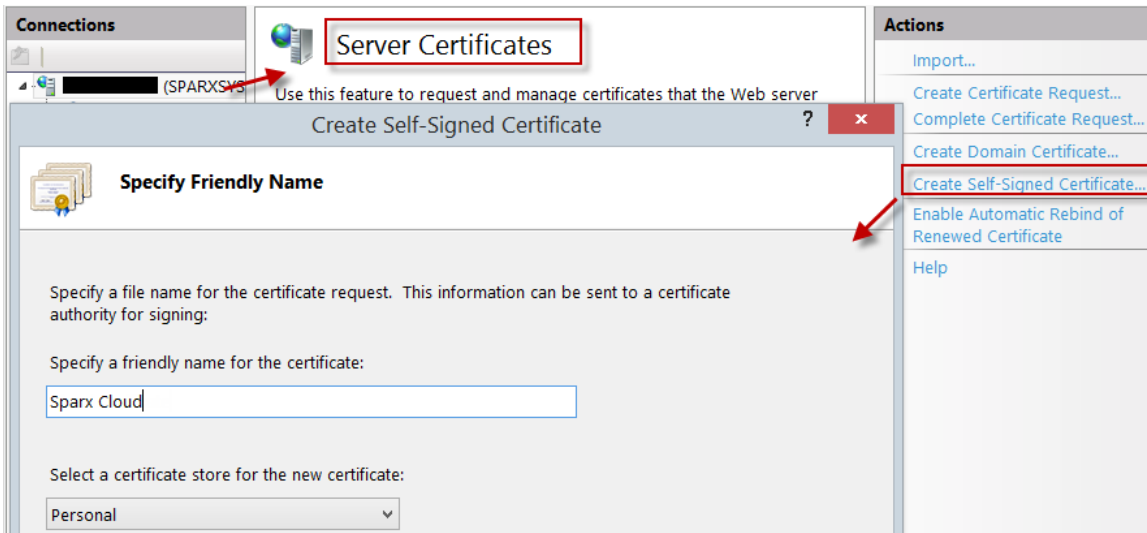 Connections
(SPARXSYS
Server Certificates
Use this feature to request and manage certificates that the Web server
Create Self-Signed Certificate
?
x
Specify Friendly Name
Specify a file name for the certificate request. This information can be sent to a certificate
authority for signing:
Specify a friendly name for the certificate:
Sparx Cloud
Select a certificate store for the new certificate:
Personal
Actions
Import...
Create Certificate Request...
Complete Certificate Request...
Create Domain Certificate...
Create Self-Signed Certificate...
Enable Automatic Rebind of
Renewed Certificate
Help